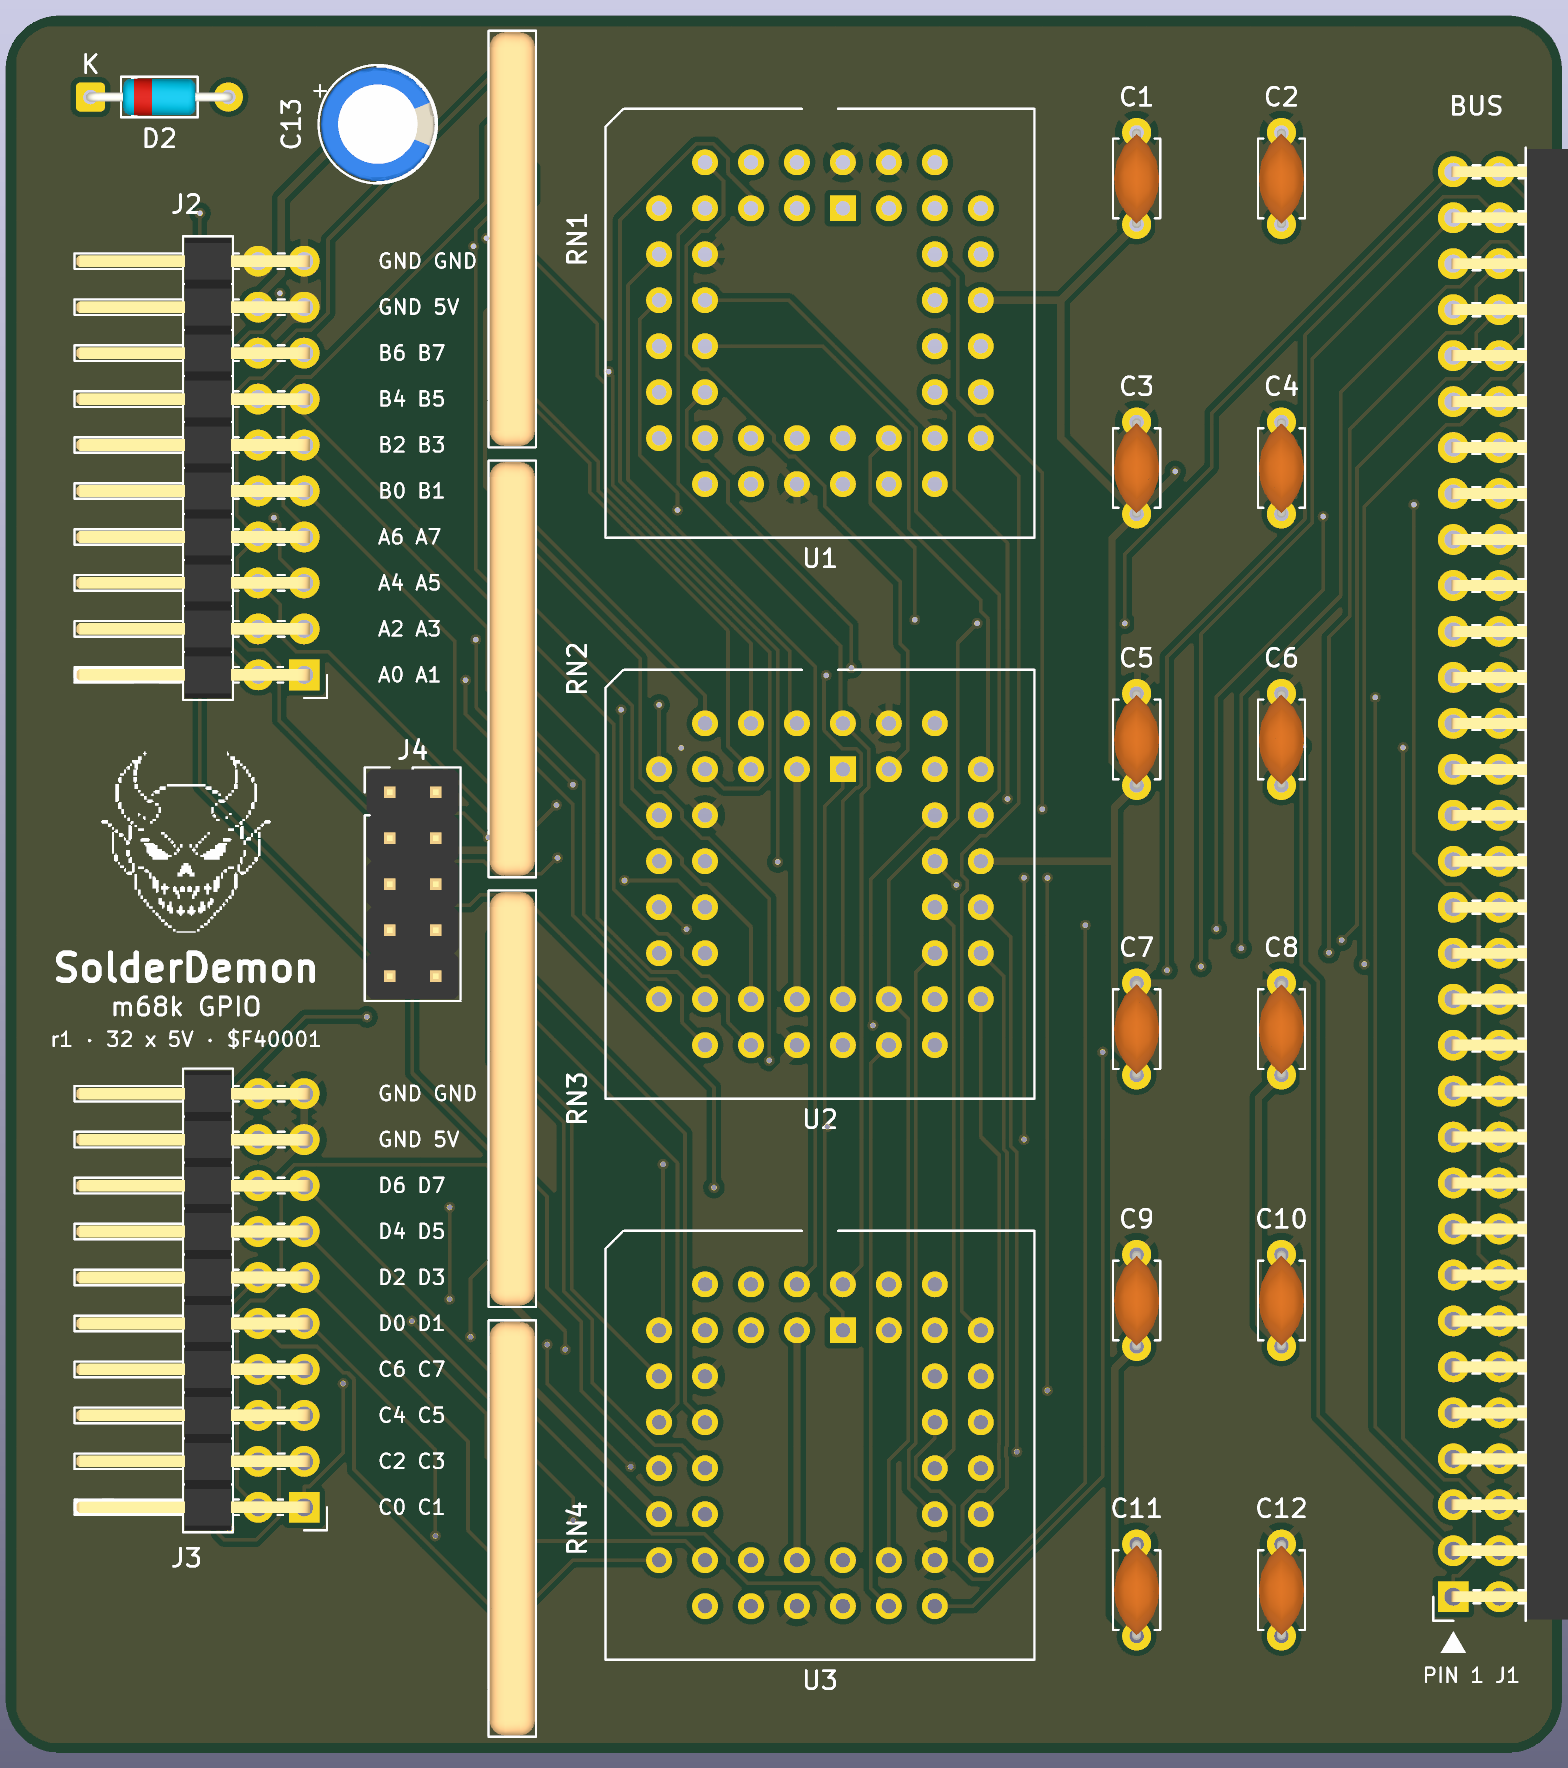 K
D2
C13
+
C1
C2
BUS
J2
RN1
GND GND
GND 5V
B6 B7
B4 B5
B2 B3
B0 B1
A6 A7
A4 A5
A2 A3
A0 A1
U1
C3
C4
RN2
C5
C6
J4
SolderDemon
m68k GPIO
r1 · 32 x 5V · $F40001
C7
C8
RN3
U2
GND GND
GND 5V
D6 D7
D4 D5
D2 D3
D0 D1
C6 C7
C4 C5
C2 C3
C0 C1
J3
C9
C10
RN4
C11
C12
U3
PIN 1 J1